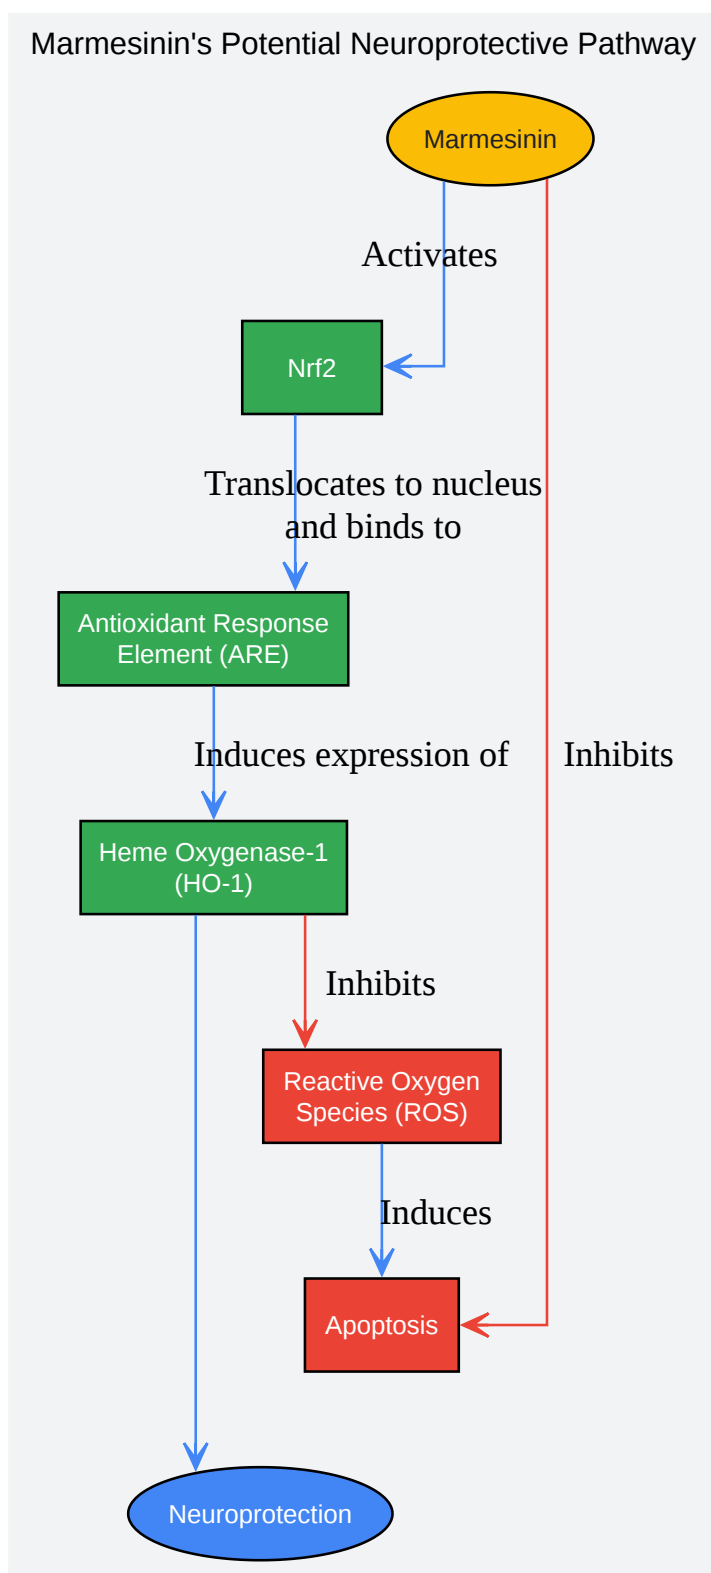 Marmesinin's Potential Neuroprotective Pathway
Marmesinin
Activates
Nrf2
Translocates to nucleus
and binds to
Antioxidant Response
Element (ARE)
Induces expression of
Inhibits
Heme Oxygenase-1
(HO-1)
Inhibits
Reactive Oxygen
Species (ROS)
Induces
Apoptosis
Neuroprotection